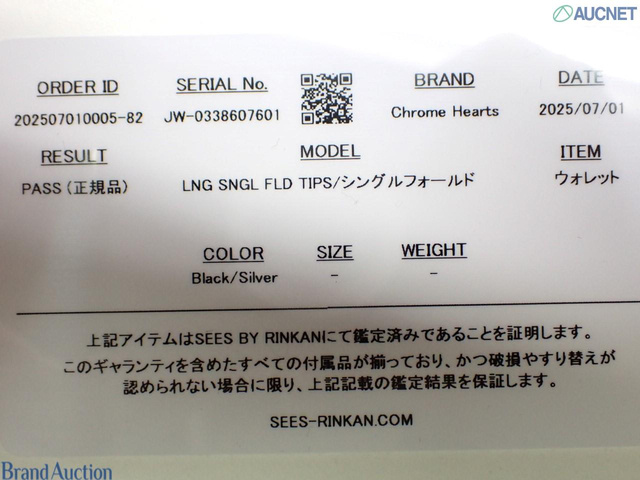 AUCNET
ORDER ID SERIAL No. BRAND DATE
202507010005-82 JW-0338607601 Chrome Hearts 2025/07/01
RESULT MODEL ITEM
PASS (正規品) LNG SNGL FLD TIPS/シングルフォールド ウォレット
COLOR SIZE WEIGHT
Black/Silver - -
上記アイテムはSEES BY RINKANにて鑑定済みであることを証明します。
このギャランティを含めたすべての付属品が揃っており、かつ破損やすり替えが
認められない場合に限り、上記記載の鑑定結果を保証します。
SEES-RINKAN.COM
Brand Auction